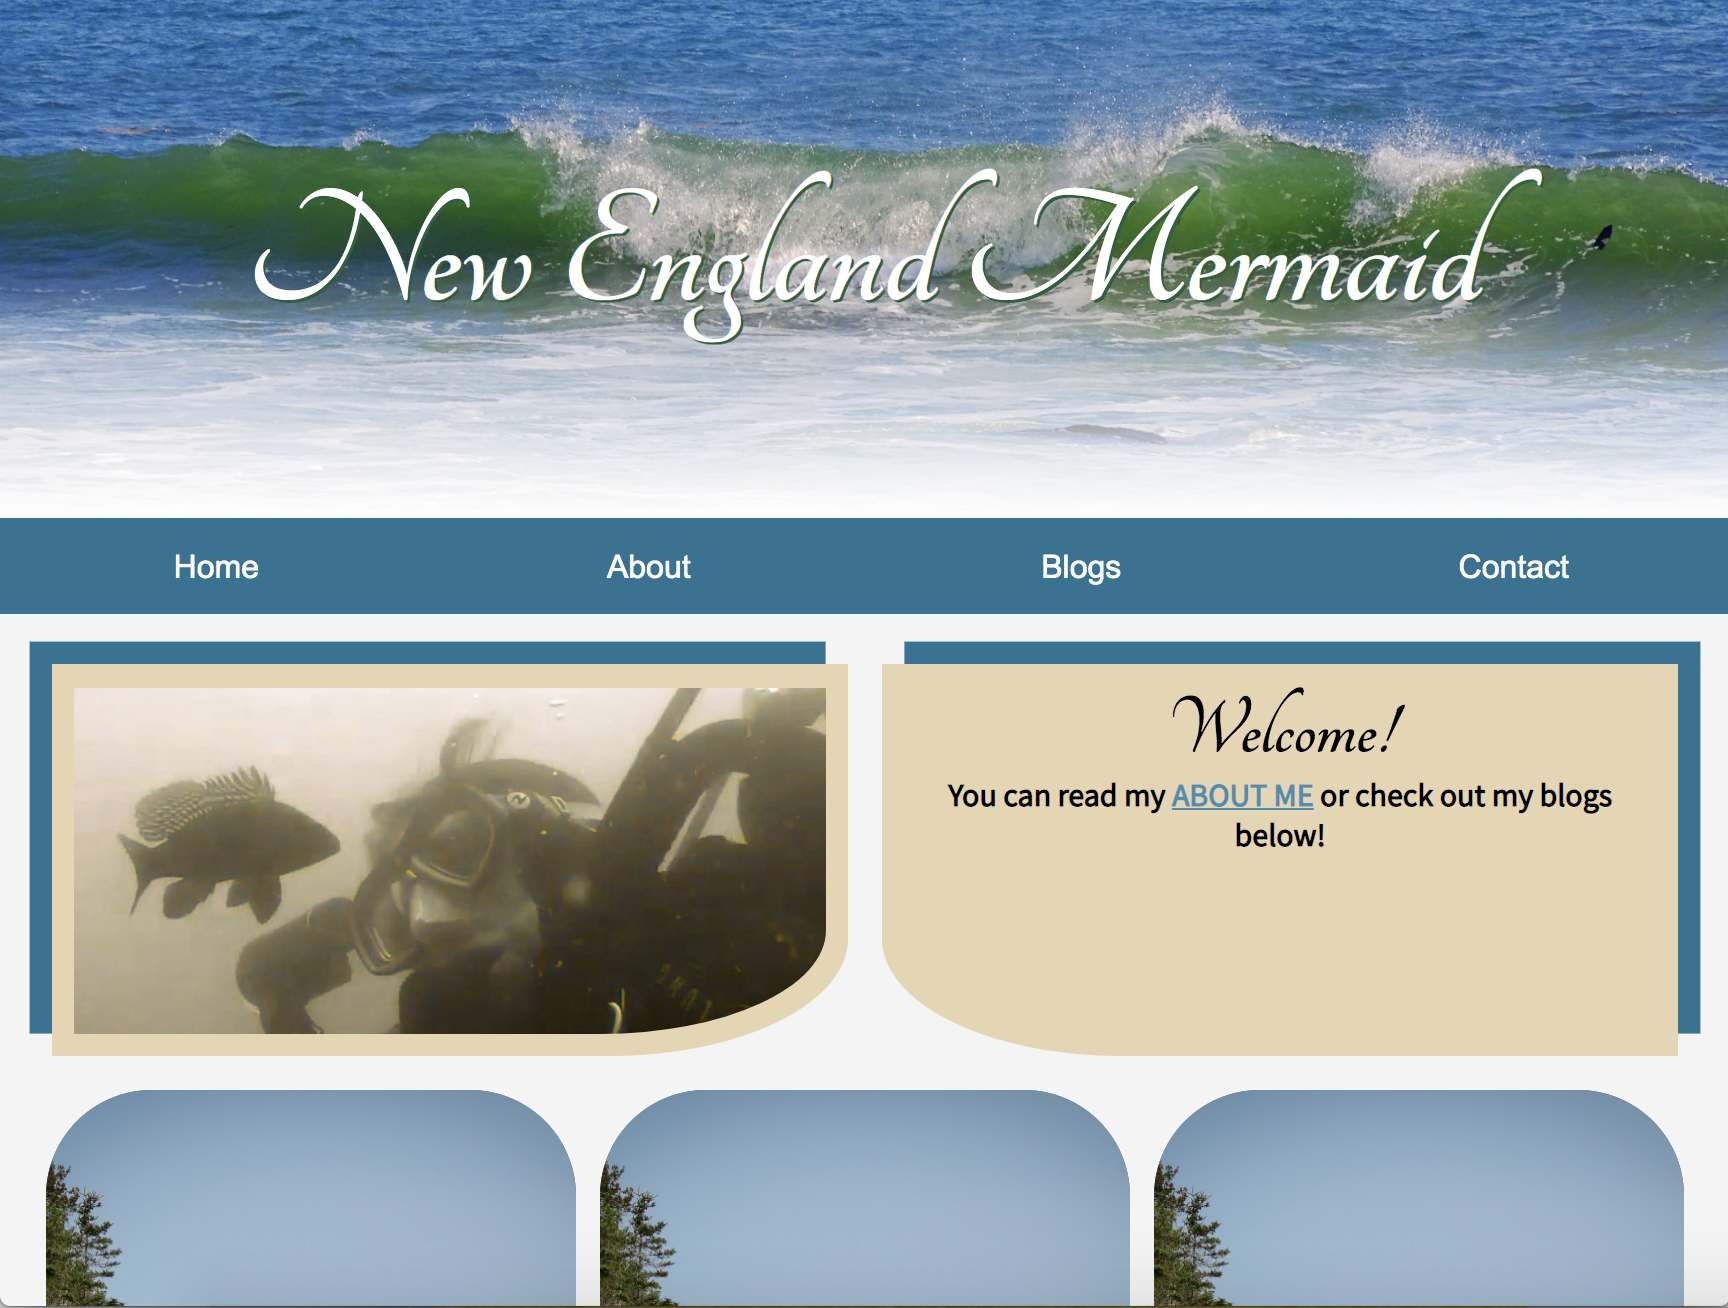 New England Mermaid
Home
About
Blogs
Contact
Welcome!
You can read my ABOUT ME or check out my blogs
below!